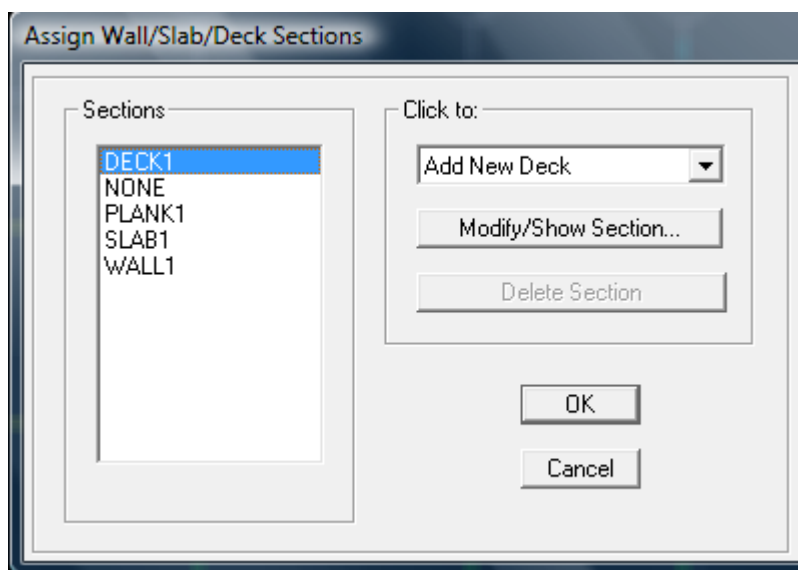 Assign Wall/Slab/Deck Sections
Sections
DECK1
NONE
PLANK1
SLAB1
WALL1
Click to:
Add New Deck
Modify/Show Section...
Delete Section
OK
Cancel